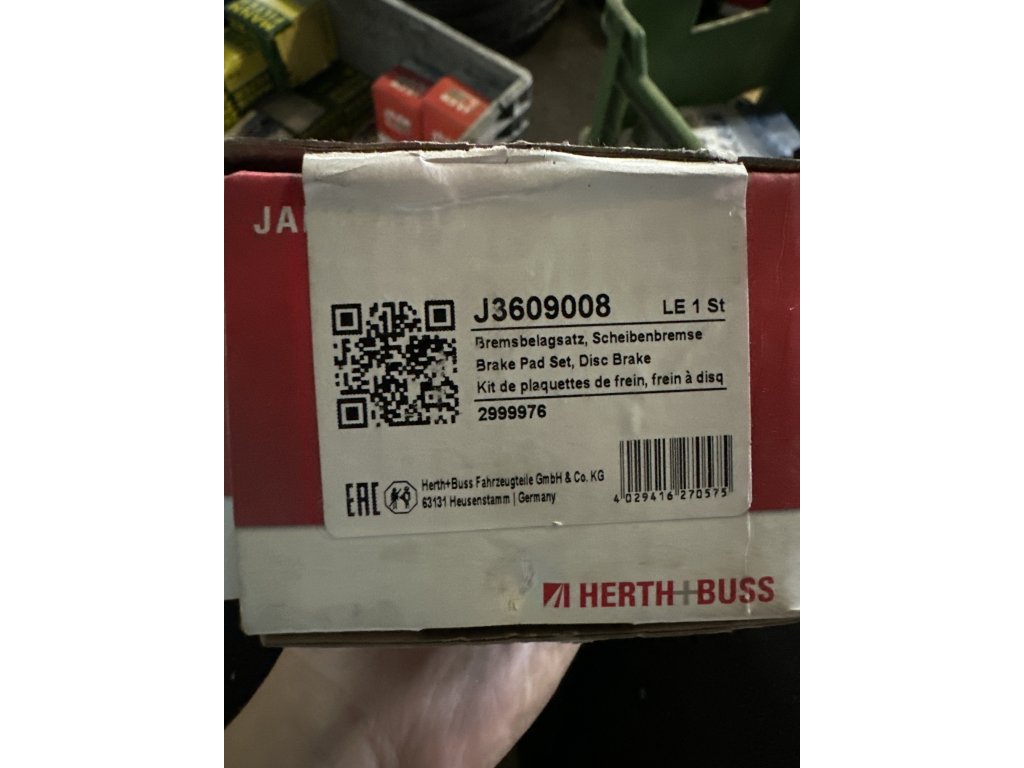 JA
J3609008 LE 1 St
Bremsbelagsatz, Scheibenbremse
Brake Pad Set, Disc Brake
Kit de plaquettes de frein, frein à disq
2999976
EAC
Herth+Buss Fahrzeugteile GmbH & Co. KG
63131 Heusenstamm | Germany
4 029416 270575
HERTH+BUSS